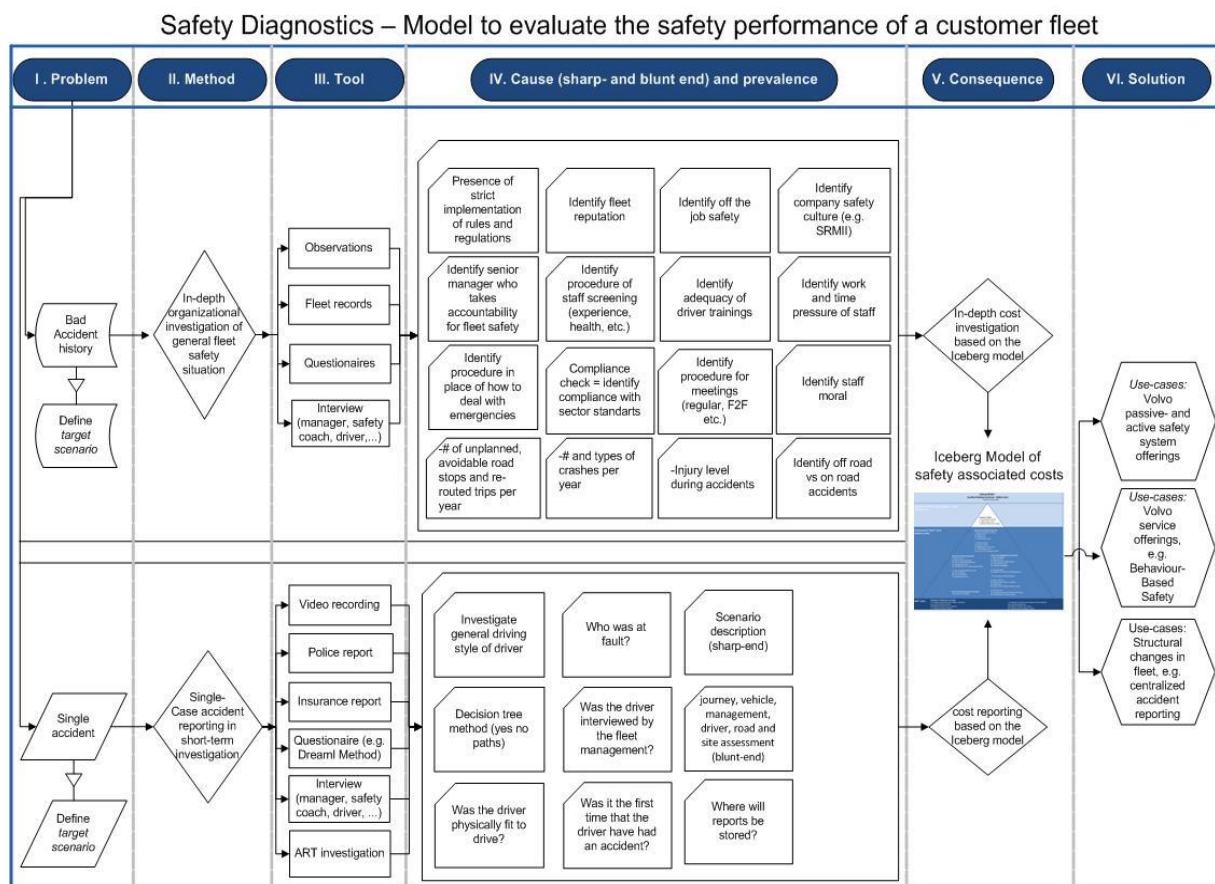 Safety Diagnostics – Model to evaluate the safety performance of a customer fleet
I . Problem
II. Method
III. Tool
IV. Cause (sharp- and blunt end) and prevalence
V. Consequence
VI. Solution
Bad
Accident
history
Define
target
scenario
In-depth
organizational
investigation of
general fleet
safety
situation
Observations
Fleet records
Questionaires
Interview
(manager, safety
coach, driver,...)
Presence of
strict
implementation
of rules and
regulations
Identify fleet
reputation
Identify off the
job safety
Identify
company safety
culture (e.g.
SRMII)
Identify senior
manager who
takes
accountability
for fleet safety
Identify
procedure of
staff screening
(experience,
health, etc.)
Identify
adequacy of
driver trainings
Identify work
and time
pressure of staff
Identify
procedure in
place of how to
deal with
emergencies
Compliance
check = identify
compliance with
sector standarts
Identify
procedure for
meetings
(regular, F2F
etc.)
Identify staff
moral
-# of unplanned,
avoidable road
stops and re-
routed trips per
year
-# and types of
crashes per
year
-Injury level
during accidents
Identify off road
vs on road
accidents
In-depth cost
investigation
based on the
Iceberg model
Iceberg Model of
safety associated costs
Use-cases:
Volvo
passive- and
active safety
system
offerings
Use-cases:
Volvo
service
offerings,
e.g.
Behaviour-
Based
Safety
Use-cases:
Structural
changes in
fleet, e.g.
centralized
accident
reporting
Single
accident
Define
target
scenario
Single-
Case accident
reporting in
short-term
investigation
Video recording
Police report
Insurance report
Questionaire (e.g.
DreamI Method)
Interview
(manager, safety
coach, driver, ...)
ART investigation
Investigate
general driving
style of driver
Who was at
fault?
Scenario
description
(sharp-end)
Decision tree
method (yes no
paths)
Was the driver
interviewed by
the fleet
management?
journey, vehicle,
management,
driver, road and
site assessment
(blunt-end)
Was the driver
physically fit to
drive?
Was it the first
time that the
driver have had
an accident?
Where will
reports be
stored?
cost reporting
based on the
Iceberg model